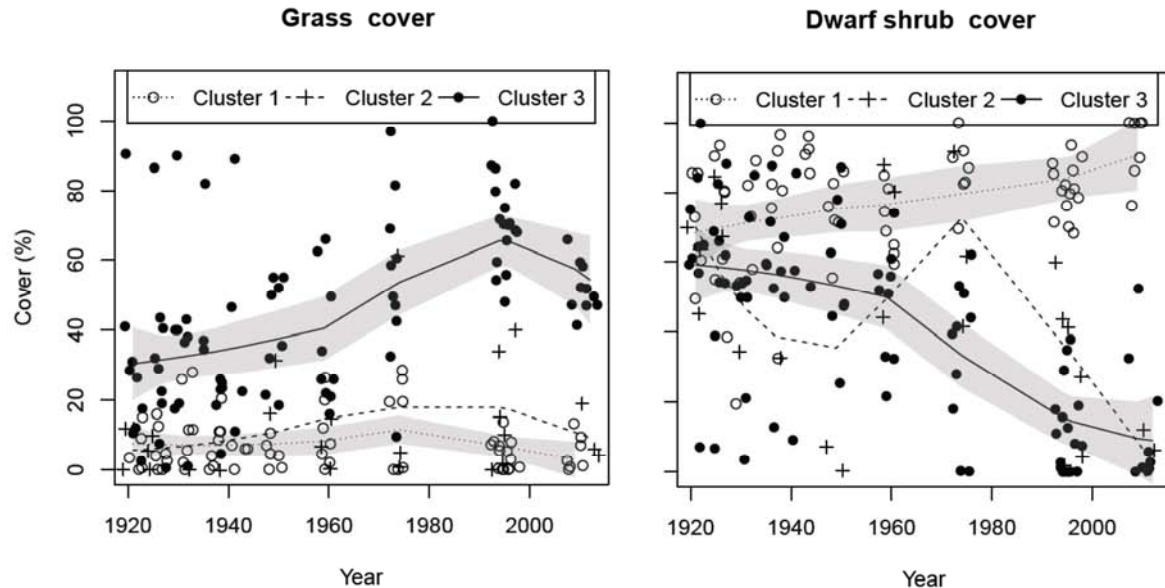 Grass cover
Dwarf shrub cover
Cluster 1 Cluster 2 Cluster 3
Cluster 1 Cluster 2 Cluster 3
100
80
60
40
20
0
Cover (%)
1920 1940 1960 1980 2000
1920 1940 1960 1980 2000
Year
Year